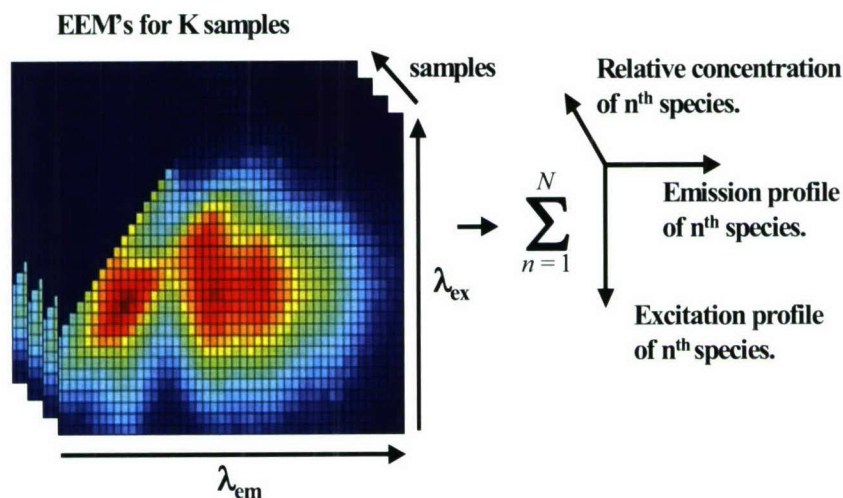 EEM's for K samples
samples
λex
λem
N
∑
n = 1
Relative concentration
of nth species.
Emission profile
of nth species.
Excitation profile
of nth species.